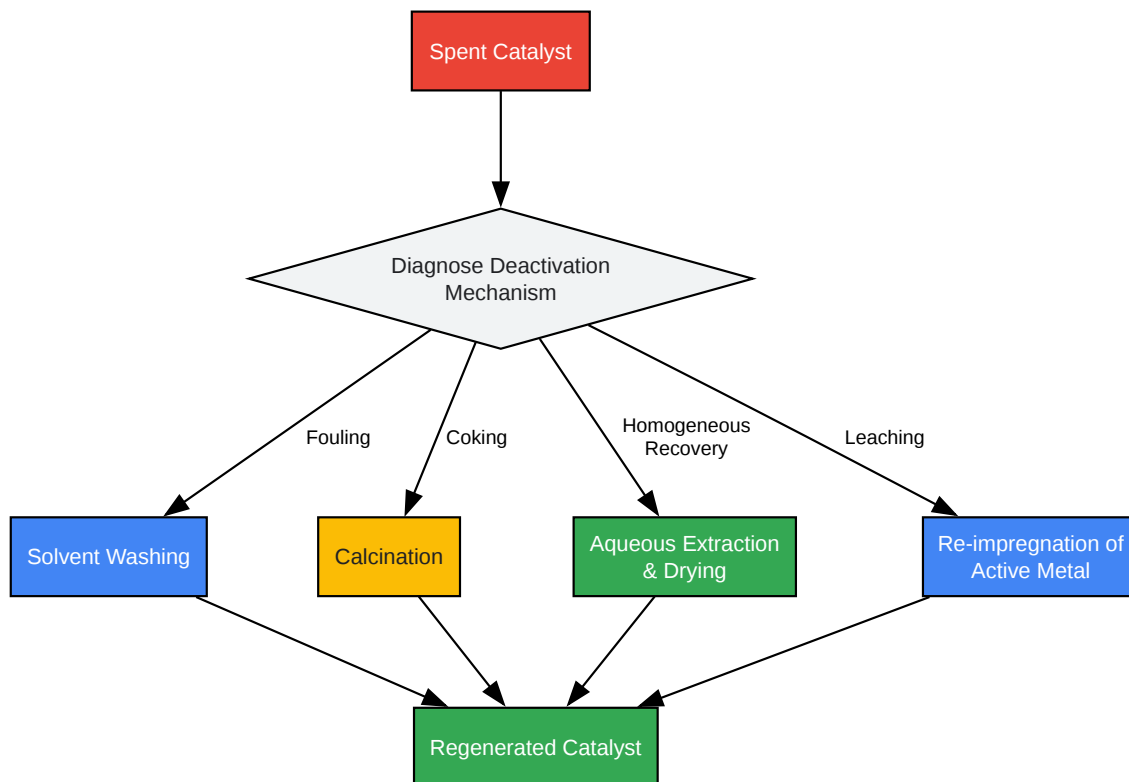 Spent Catalyst
Diagnose Deactivation
Mechanism
Fouling
Coking
Homogeneous
Recovery
Leaching
Solvent Washing
Calcination
Aqueous Extraction
& Drying
Re-impregnation of
Active Metal
Regenerated Catalyst